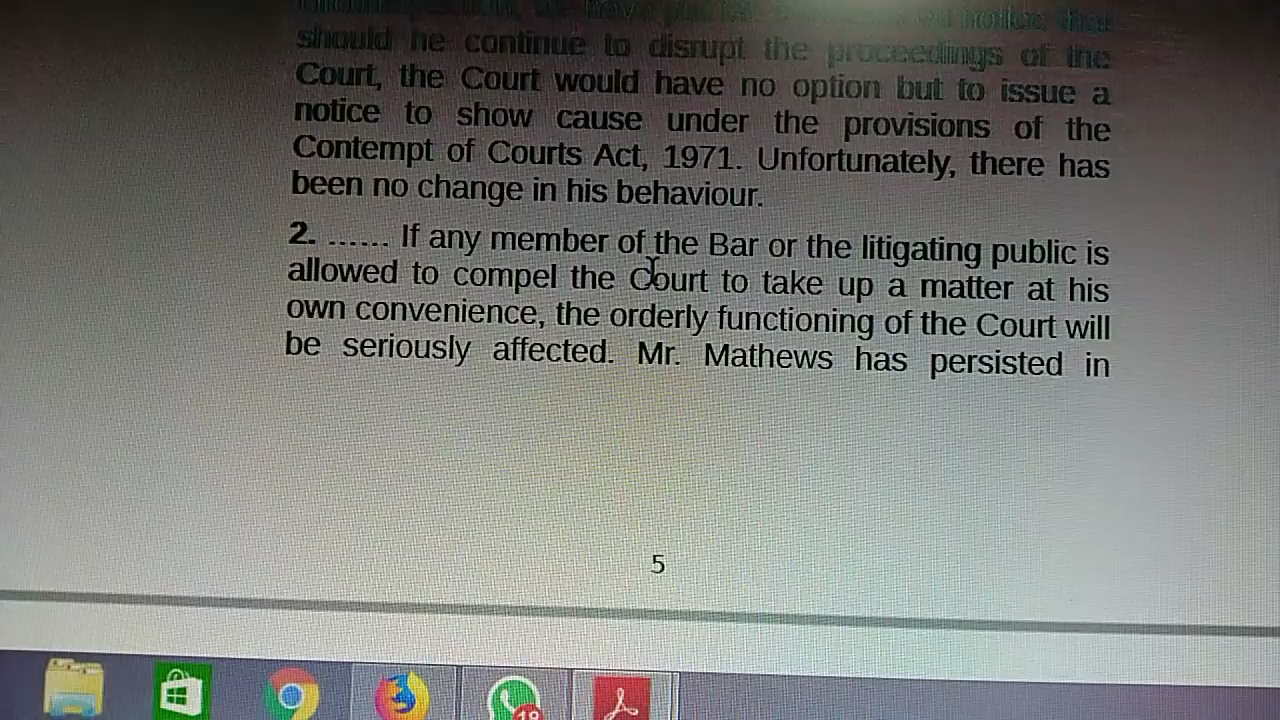 notice that
should he continue to disrupt the proceedings of the
Court, the Court would have no option but to issue a
notice to show cause under the provisions of the
Contempt of Courts Act, 1971. Unfortunately, there has
been no change in his behaviour.
2. ...... If any member of the Bar or the litigating public is
allowed to compel the Court to take up a matter at his
own convenience, the orderly functioning of the Court will
be seriously affected. Mr. Mathews has persisted in
5